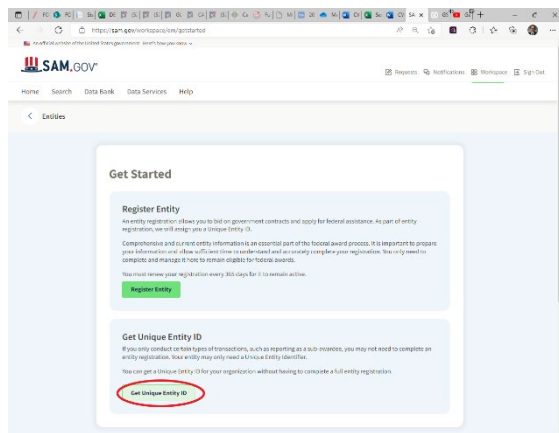 https://sam.gov/workspace/em/getstarted
An official website of the United States government Here's how you know
SAM.GOV®
Requests Notifications Workspace Sign Out
Home Search Data Bank Data Services Help
Entities
Get Started
Register Entity
An entity registration allows you to bid on government contracts and apply for federal assistance. As part of entity
registration, we will assign you a Unique Entity ID.
Comprehensive and current entity information is an essential part of the federal award process. It is important to prepare
your information and allow sufficient time to understand and accurately complete your registration. You only need to
complete and manage it here to remain eligible for federal awards.
You must renew your registration every 365 days for it to remain active.
Register Entity
Get Unique Entity ID
If you only conduct certain types of transactions, such as reporting as a sub-awardee, you may not need to complete an
entity registration. Your entity may only need a Unique Entity Identifier.
You can get a Unique Entity ID for your organization without having to complete a full entity registration.
Get Unique Entity ID